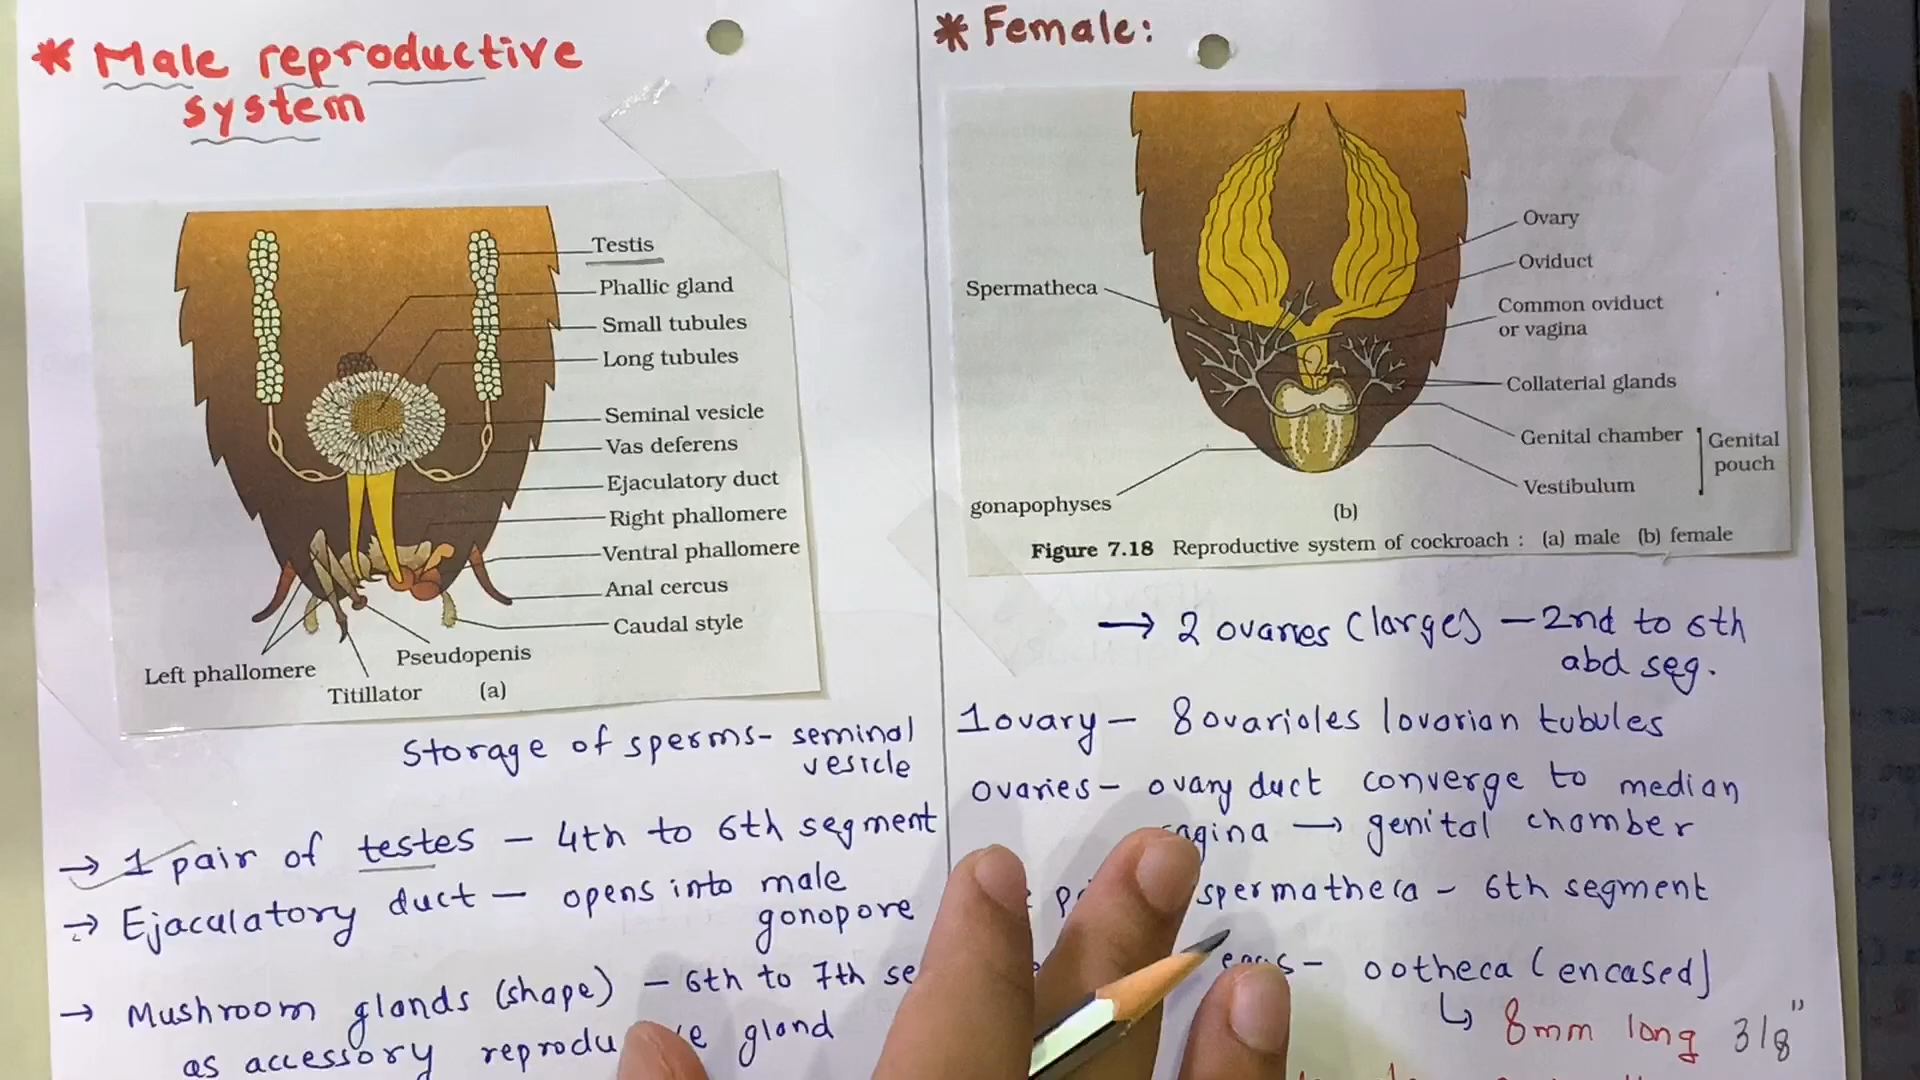 * Male reproductive
system
Testis
Phallic gland
Small tubules
Long tubules
Seminal vesicle
Vas deferens
Ejaculatory duct
Right phallomere
Ventral phallomere
Anal cercus
Caudal style
Pseudopenis
Left phallomere
Titillator
(a)
Storage of sperms- seminal
vesicle
→ 1 pair of testes - 4th to 6th segment
→ Ejaculatory duct - opens into male
gonopore
→ Mushroom glands (shape) - 6th to 7th
as accessory gland
* Female:
Ovary
Oviduct
Spermatheca
Common oviduct
or vagina
Collaterial glands
Genital chamber
Genital
pouch
Vestibulum
gonapophyses
(b)
Figure 7.18 Reproductive system of cockroach : (a) male (b) female
→ 2 ovaries (large) - 2nd to 6th
abd seg.
1 ovary - 8 ovarioles / ovarian tubules
ovaries - ovary duct converge to median
→ genital chamber
spermatheca - 6th segment
- ootheca (encased)
↳ 8mm long 3/8"